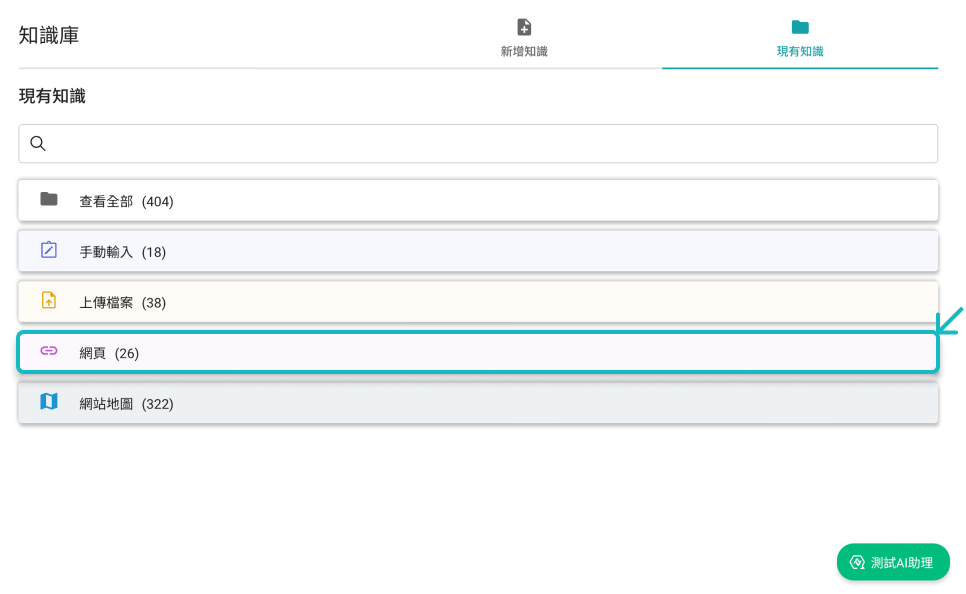 知識庫
新增知識
現有知識
現有知識
查看全部 (404)
手動輸入 (18)
上傳檔案 (38)
網頁 (26)
網站地圖 (322)
測試AI助理